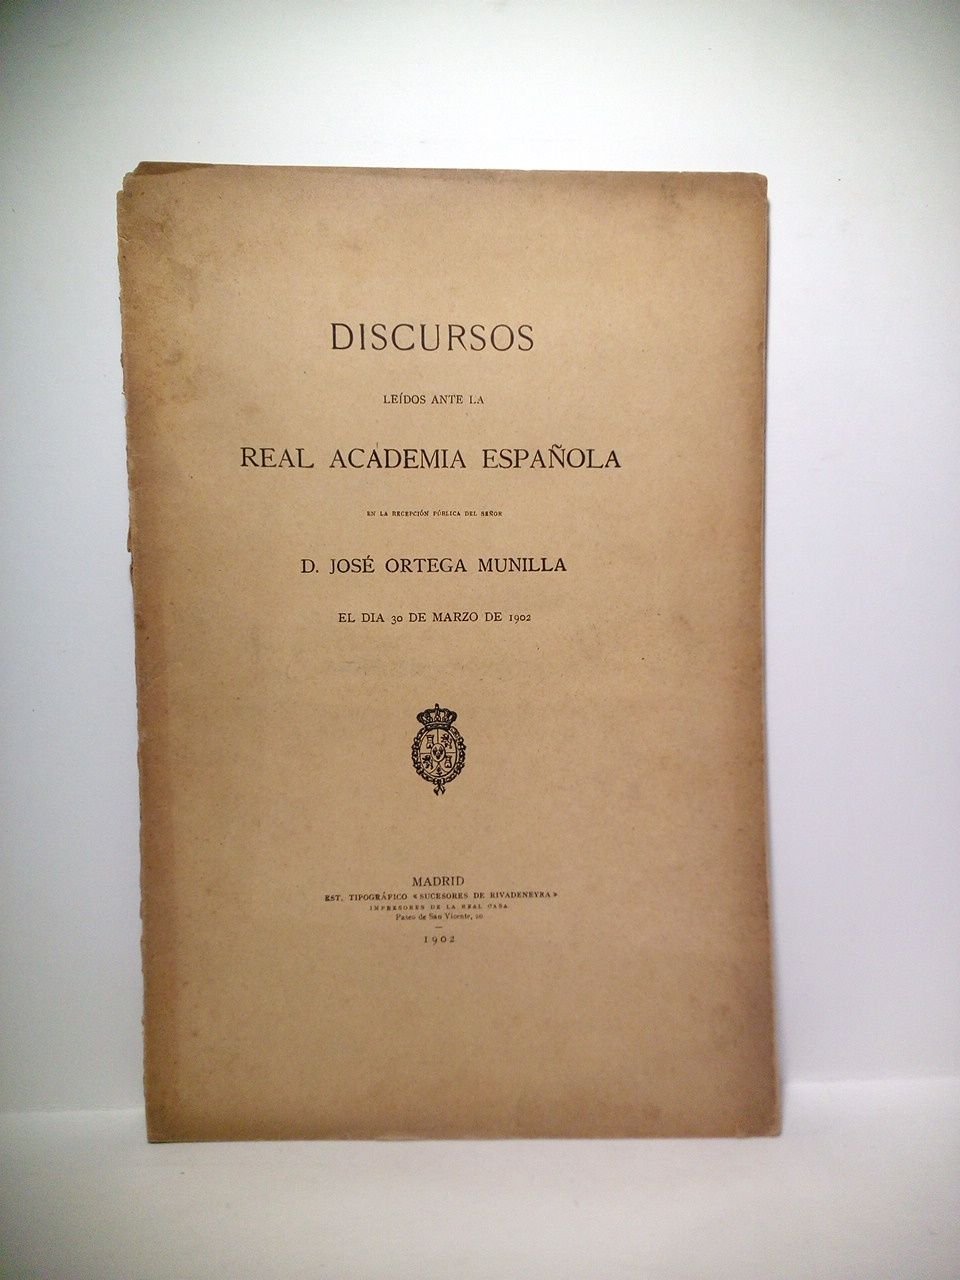 DISCURSOS
LEÍDOS ANTE LA
REAL ACADEMIA ESPAÑOLA
EN LA RECEPCIÓN PÚBLICA DEL SEÑOR
D. JOSÉ ORTEGA MUNILLA
EL DIA 30 DE MARZO DE 1902
MADRID
EST. TIPOGRÁFICO «SUCESORES DE RIVADENEYRA»
IMPRESORES DE LA REAL CASA
Paseo de San Vicente, 20
1902